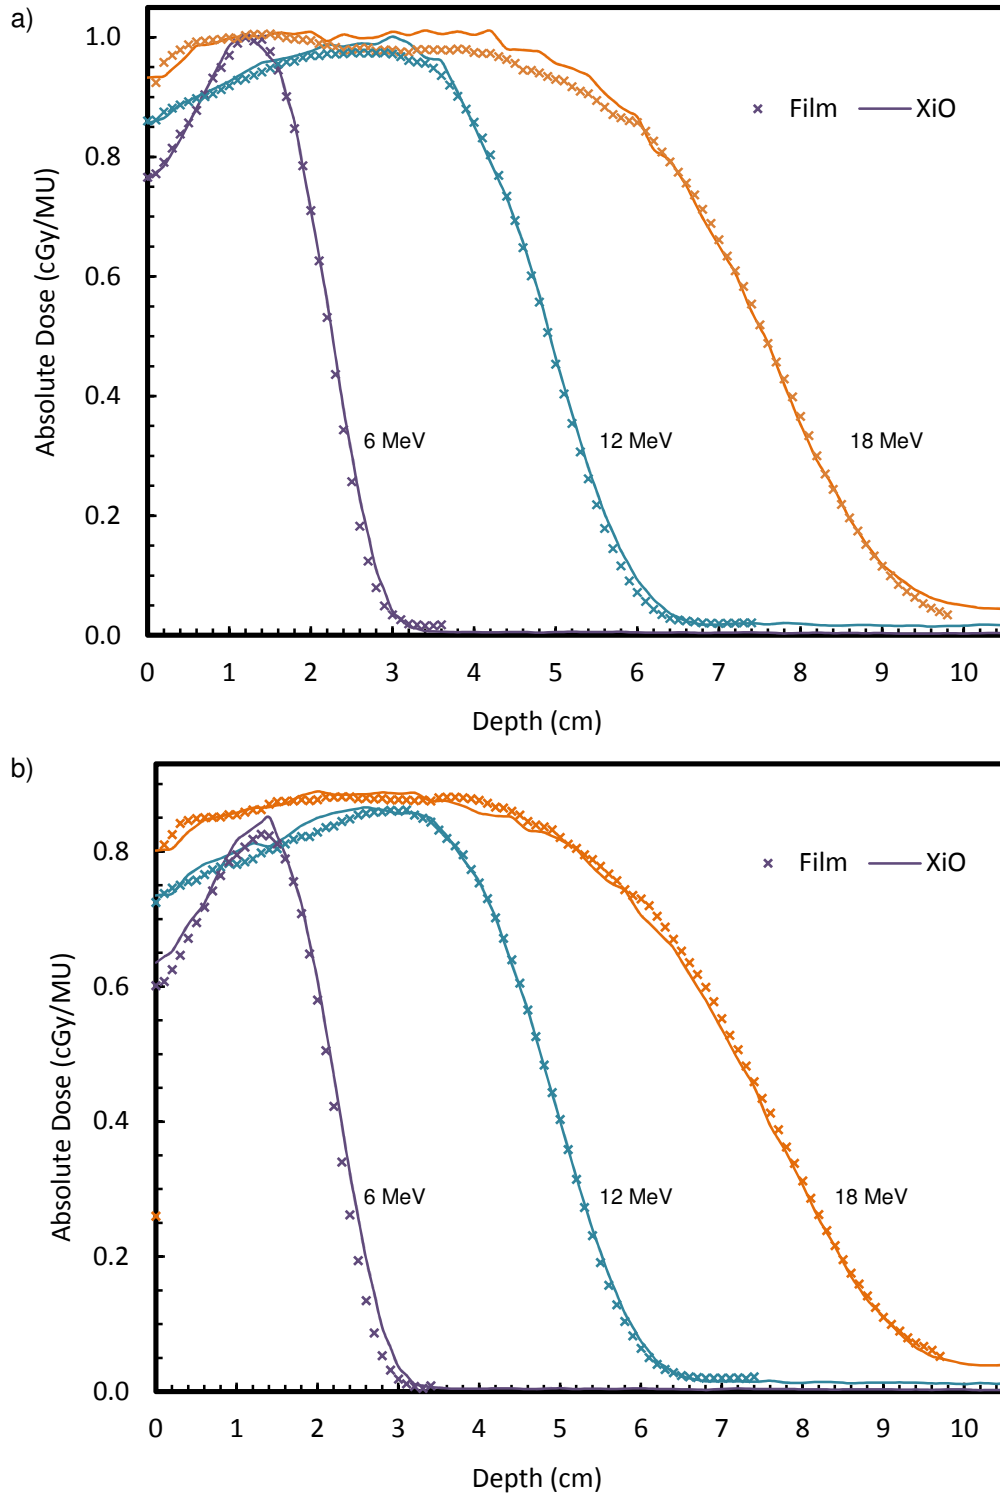 a)
1.0
0.8
0.6
0.4
0.2
0.0
Absolute Dose (cGy/MU)
Film XiO
6 MeV 12 MeV 18 MeV
0 1 2 3 4 5 6 7 8 9 10
Depth (cm)
b)
0.8
0.6
0.4
0.2
0.0
Absolute Dose (cGy/MU)
Film XiO
6 MeV 12 MeV 18 MeV
0 1 2 3 4 5 6 7 8 9 10
Depth (cm)